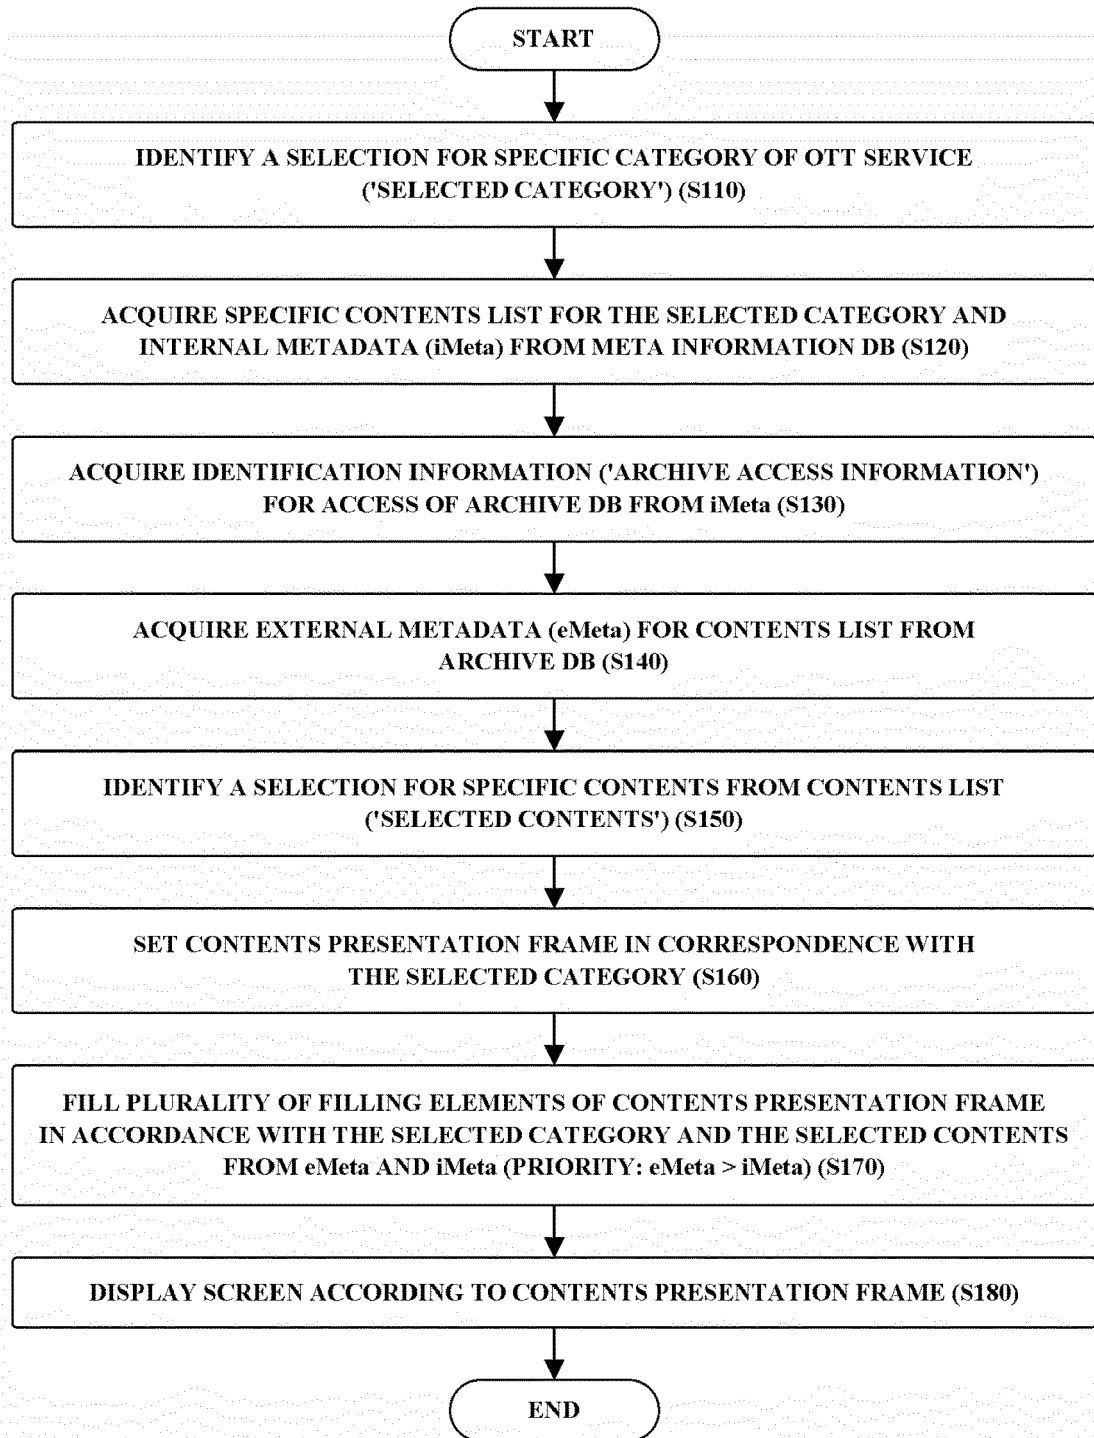 START
IDENTIFY A SELECTION FOR SPECIFIC CATEGORY OF OTT SERVICE
('SELECTED CATEGORY') (S110)
ACQUIRE SPECIFIC CONTENTS LIST FOR THE SELECTED CATEGORY AND
INTERNAL METADATA (iMeta) FROM META INFORMATION DB (S120)
ACQUIRE IDENTIFICATION INFORMATION ('ARCHIVE ACCESS INFORMATION')
FOR ACCESS OF ARCHIVE DB FROM iMeta (S130)
ACQUIRE EXTERNAL METADATA (eMeta) FOR CONTENTS LIST FROM
ARCHIVE DB (S140)
IDENTIFY A SELECTION FOR SPECIFIC CONTENTS FROM CONTENTS LIST
('SELECTED CONTENTS') (S150)
SET CONTENTS PRESENTATION FRAME IN CORRESPONDENCE WITH
THE SELECTED CATEGORY (S160)
FILL PLURALITY OF FILLING ELEMENTS OF CONTENTS PRESENTATION FRAME
IN ACCORDANCE WITH THE SELECTED CATEGORY AND THE SELECTED CONTENTS
FROM eMeta AND iMeta (PRIORITY: eMeta > iMeta) (S170)
DISPLAY SCREEN ACCORDING TO CONTENTS PRESENTATION FRAME (S180)
END